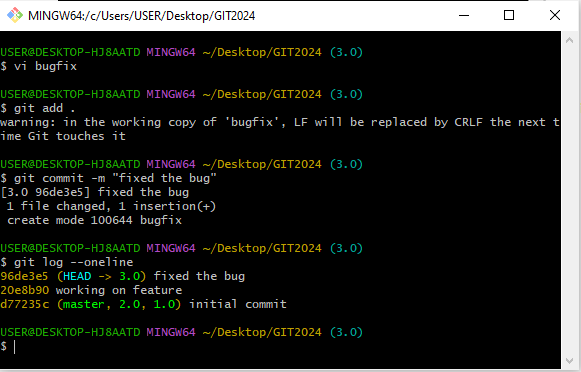 MINGW64:/c/Users/USER/Desktop/GIT2024
USER@DESKTOP-HJ8AATD MINGW64 ~/Desktop/GIT2024 (3.0)
$ vi bugfix
USER@DESKTOP-HJ8AATD MINGW64 ~/Desktop/GIT2024 (3.0)
$ git add .
warning: in the working copy of 'bugfix', LF will be replaced by CRLF the next t
ime Git touches it
USER@DESKTOP-HJ8AATD MINGW64 ~/Desktop/GIT2024 (3.0)
$ git commit -m "fixed the bug"
[3.0 96de3e5] fixed the bug
 1 file changed, 1 insertion(+)
 create mode 100644 bugfix
USER@DESKTOP-HJ8AATD MINGW64 ~/Desktop/GIT2024 (3.0)
$ git log --oneline
96de3e5 (HEAD -> 3.0) fixed the bug
20e8b90 working on feature
d77235c (master, 2.0, 1.0) initial commit
USER@DESKTOP-HJ8AATD MINGW64 ~/Desktop/GIT2024 (3.0)
$